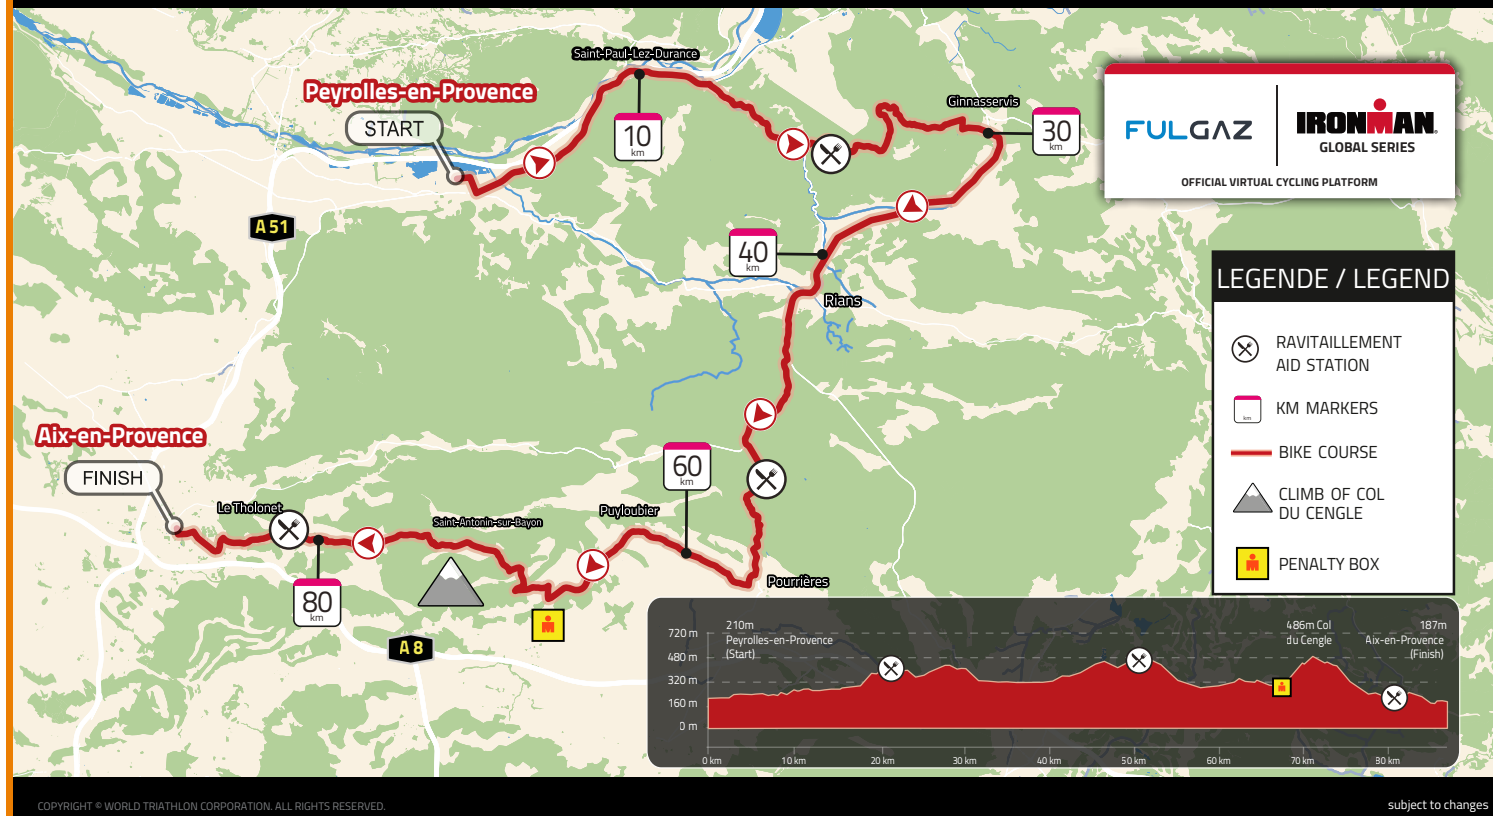 Saint-Paul-Lez-Durance
Peyrolles-en-Provence
START
10
km
Ginnasservis
30
km
FULGAZ
IRONMAN
GLOBAL SERIES
OFFICIAL VIRTUAL CYCLING PLATFORM
A 51
40
km
Rians
LEGENDE / LEGEND
RAVITAILLEMENT
AID STATION
km
KM MARKERS
BIKE COURSE
CLIMB OF COL
DU CENGLE
PENALTY BOX
Aix-en-Provence
FINISH
Le Tholonet
Saint-Antonin-sur-Bayon
Puyloubier
60
km
Pourrières
80
km
A 8
720 m
480 m
320 m
160 m
0 m
210m
Peyrolles-en-Provence
(Start)
486m Col
du Cengle
187m
Aix-en-Provence
(Finish)
0 km
10 km
20 km
30 km
40 km
50 km
60 km
70 km
80 km
COPYRIGHT © WORLD TRIATHLON CORPORATION. ALL RIGHTS RESERVED.
subject to changes